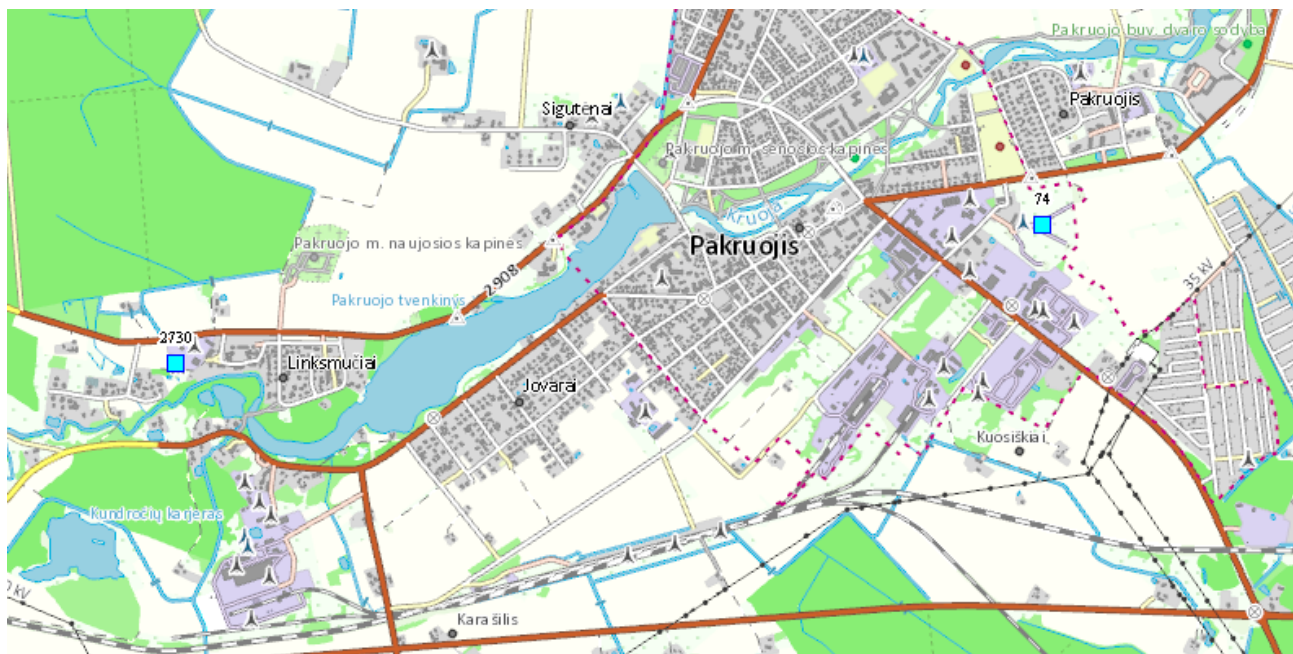 Pakruojo buv. dvaro sodyba
Pakruojis
Sigutėnai
Pakruojo m. senosios kapinės
74
Kruoja
Pakruojis
Pakruojo m. naujosios kapinės
2908
35 kV
Pakruojo tvenkinys
2730
Linksmučiai
Jovarai
Kuosiškiai
Kundročių karjeras
0 kV
Karašilis